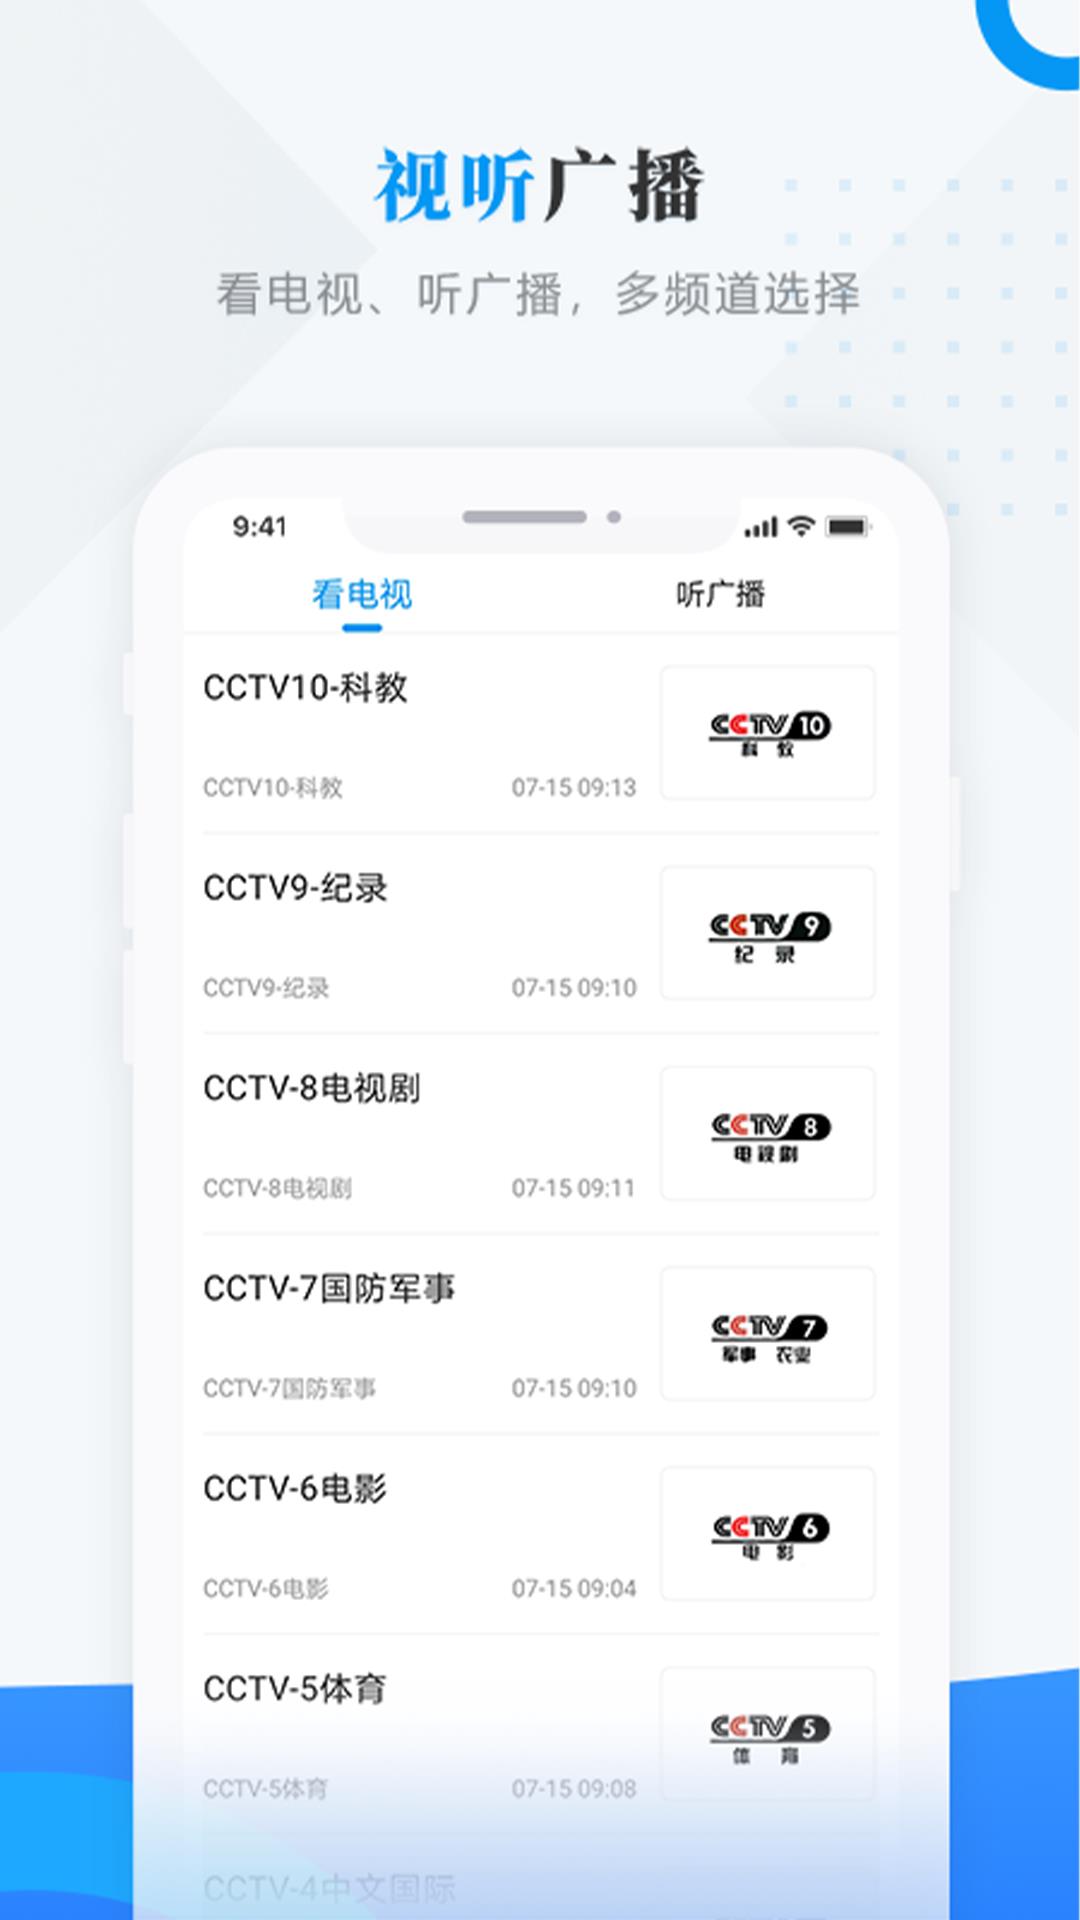 视听广播
看电视、听广播，多频道选择
9:41
看电视 听广播
CCTV10-科教
CCTV 10
科 教
CCTV10-科教 07-15 09:13
CCTV9-纪录
CCTV 9
纪 录
CCTV9-纪录 07-15 09:10
CCTV-8电视剧
CCTV 8
电视剧
CCTV-8电视剧 07-15 09:11
CCTV-7国防军事
CCTV 7
军事 农业
CCTV-7国防军事 07-15 09:10
CCTV-6电影
CCTV 6
电 影
CCTV-6电影 07-15 09:04
CCTV-5体育
CCTV 5
体 育
CCTV-5体育 07-15 09:08
CCTV-4中文国际